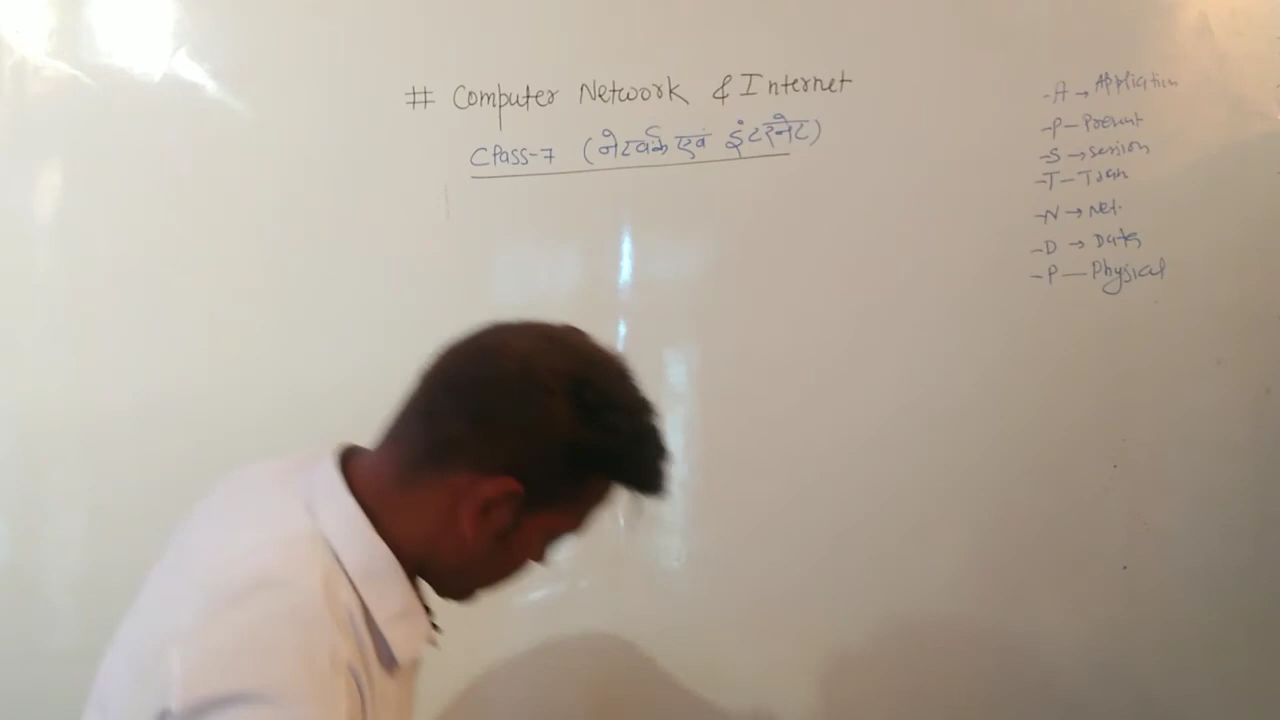 # Computer Network & Internet
Class-7 (नेटवर्क एवं इंटरनेट)
-A → Application
-P — Present
-S → Session
-T — Tran
-N → Net.
-D → Data
-P — Physical